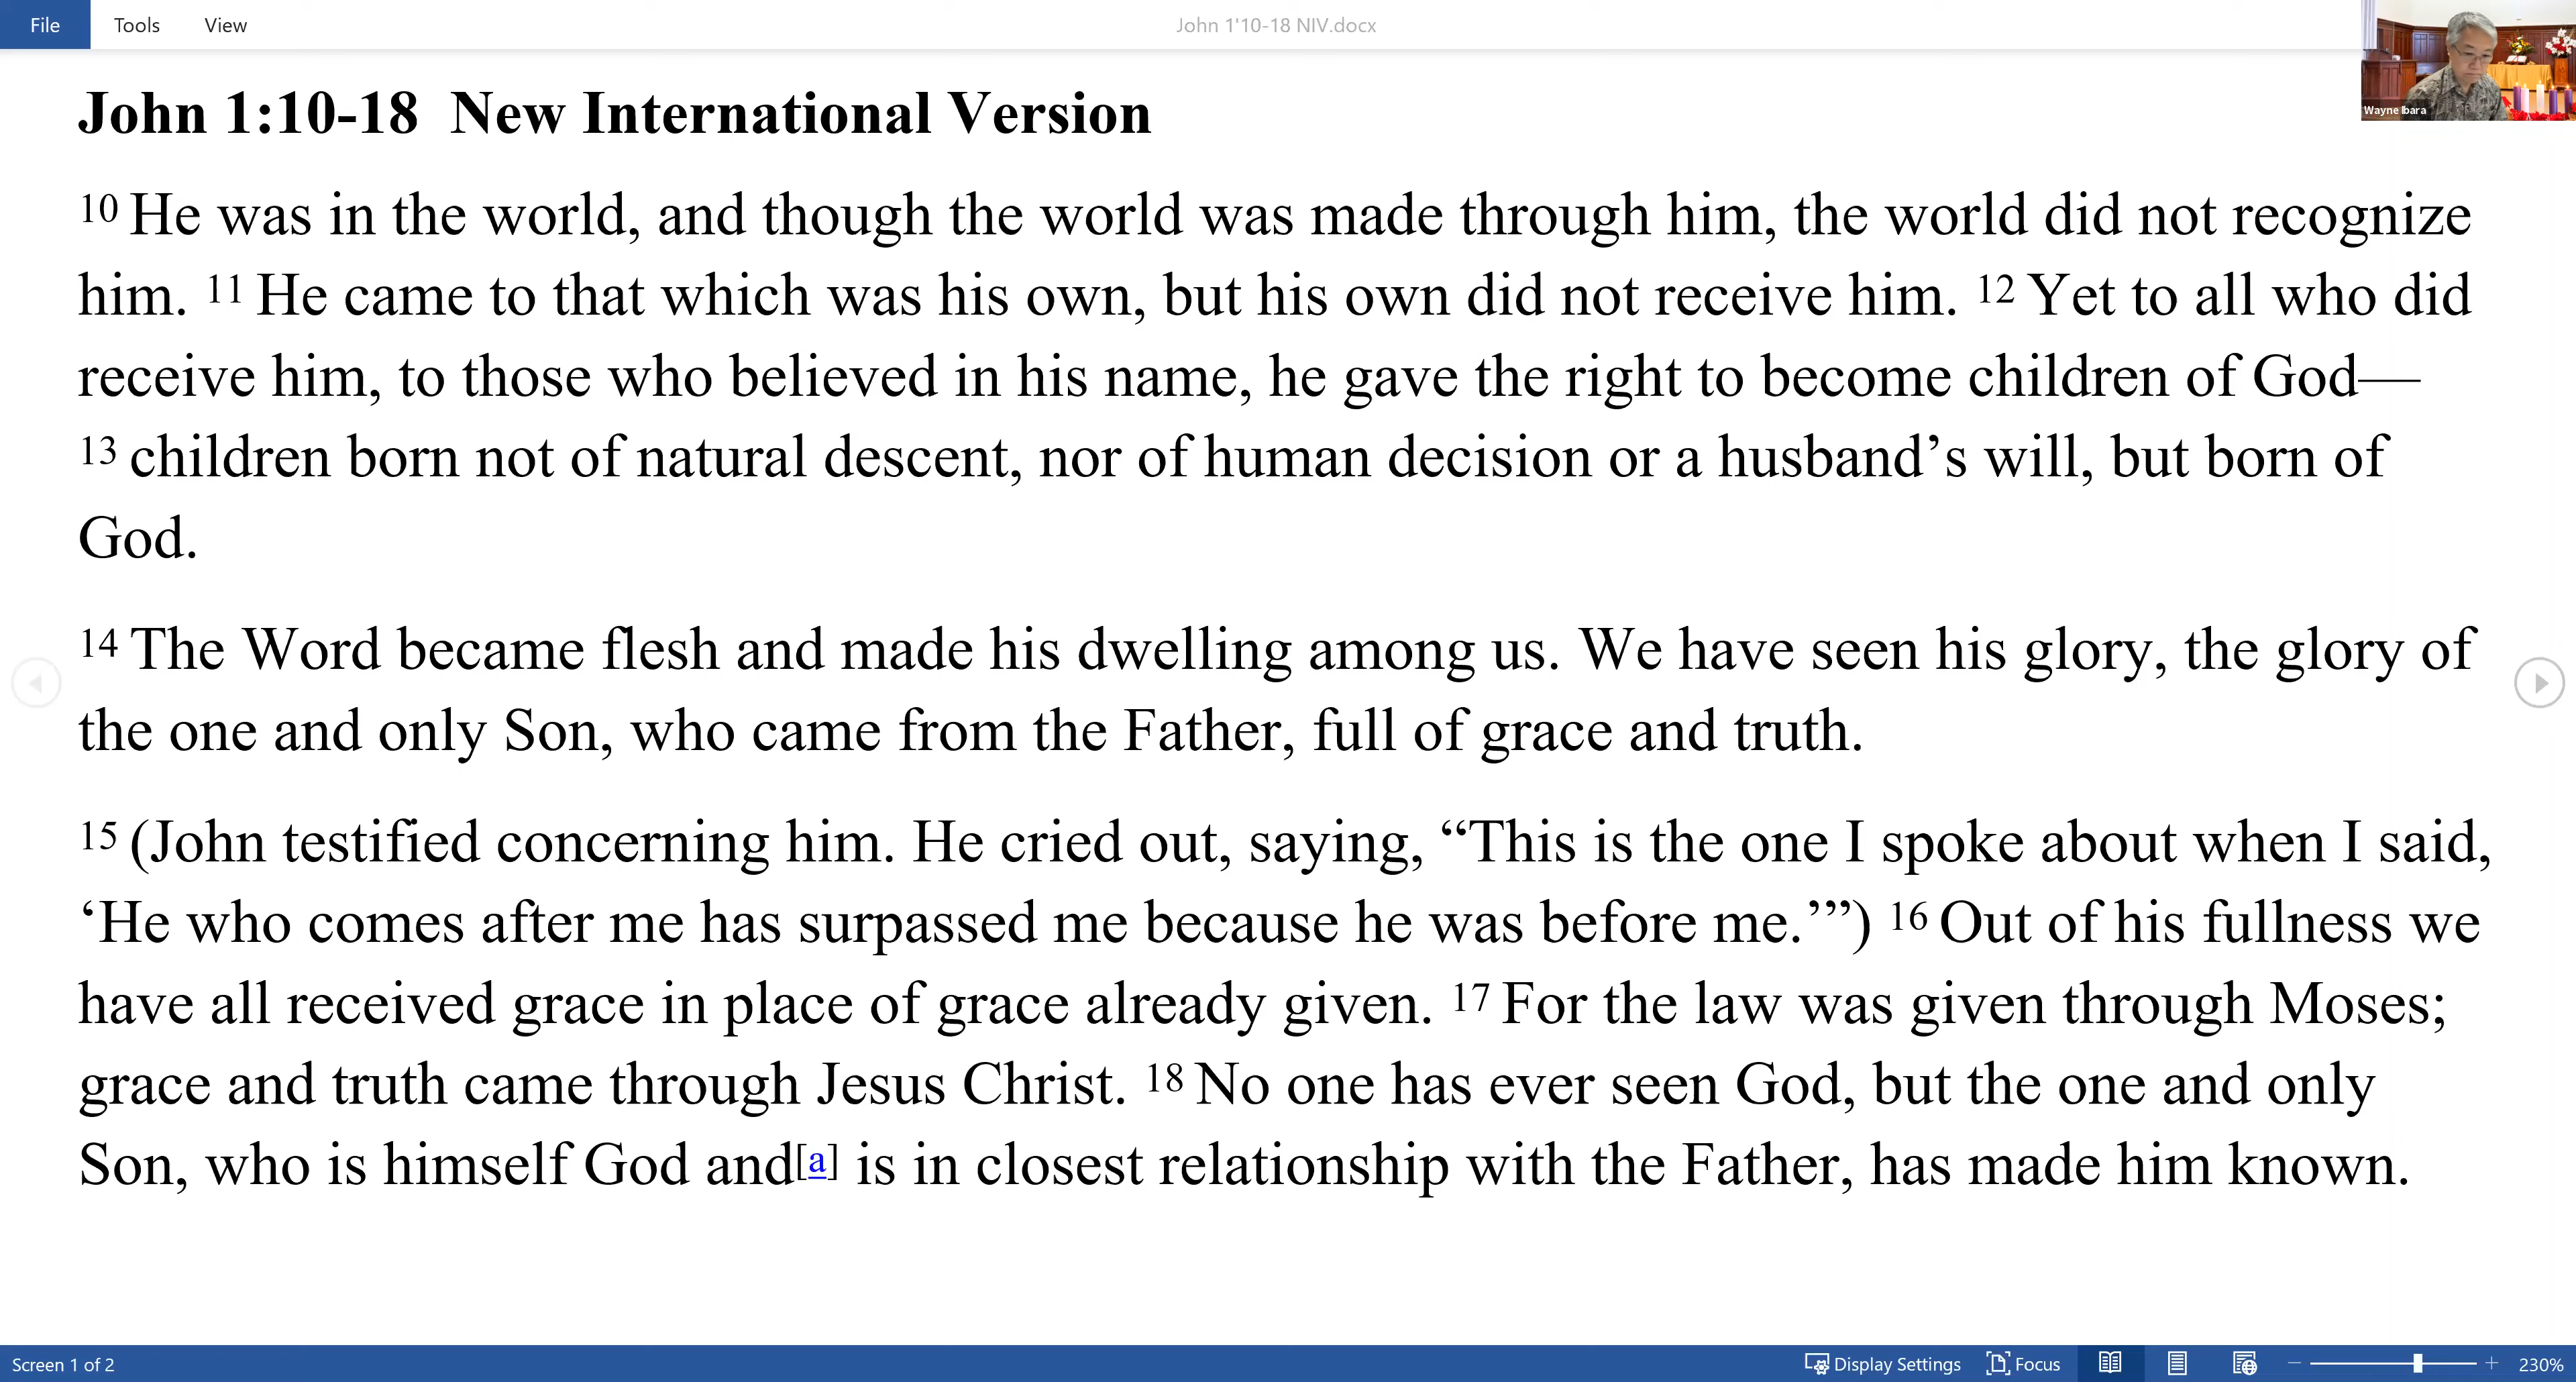 File Tools View John 1'10-18 NIV.docx
Wayne Ibara
John 1:10-18 New International Version
10 He was in the world, and though the world was made through him, the world did not recognize
him. 11 He came to that which was his own, but his own did not receive him. 12 Yet to all who did
receive him, to those who believed in his name, he gave the right to become children of God—
13 children born not of natural descent, nor of human decision or a husband’s will, but born of
God.
14 The Word became flesh and made his dwelling among us. We have seen his glory, the glory of
the one and only Son, who came from the Father, full of grace and truth.
15 (John testified concerning him. He cried out, saying, “This is the one I spoke about when I said,
‘He who comes after me has surpassed me because he was before me.’”) 16 Out of his fullness we
have all received grace in place of grace already given. 17 For the law was given through Moses;
grace and truth came through Jesus Christ. 18 No one has ever seen God, but the one and only
Son, who is himself God and[a] is in closest relationship with the Father, has made him known.
Screen 1 of 2 Display Settings Focus 230%